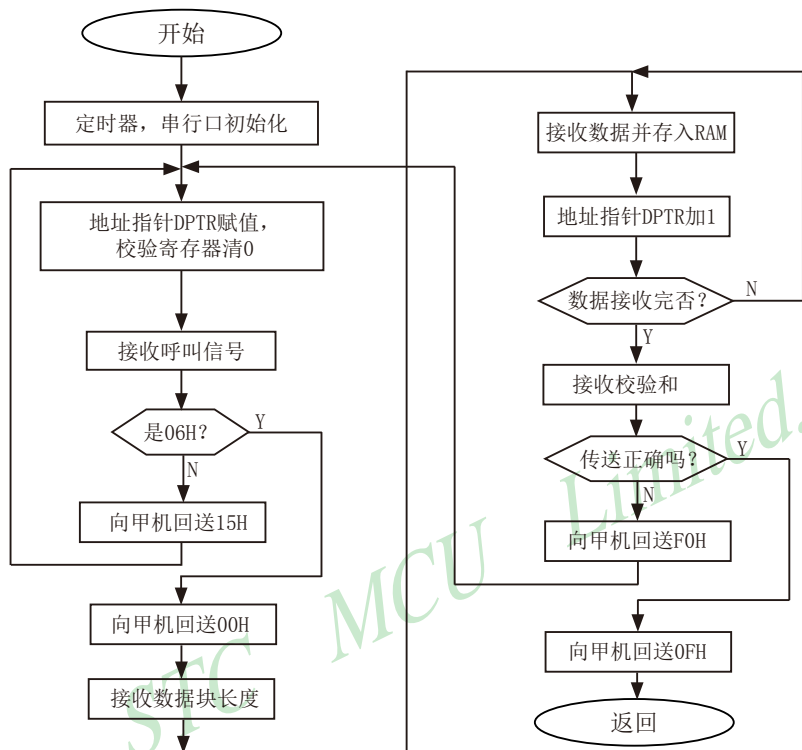 开始
定时器，串行口初始化
地址指针DPTR赋值，
校验寄存器清0
接收呼叫信号
是06H?
Y
N
向甲机回送15H
向甲机回送00H
接收数据块长度
接收数据并存入RAM
地址指针DPTR加1
数据接收完否?
N
Y
接收校验和
传送正确吗?
Y
N
向甲机回送F0H
向甲机回送0FH
返回
STC MCU Limited.